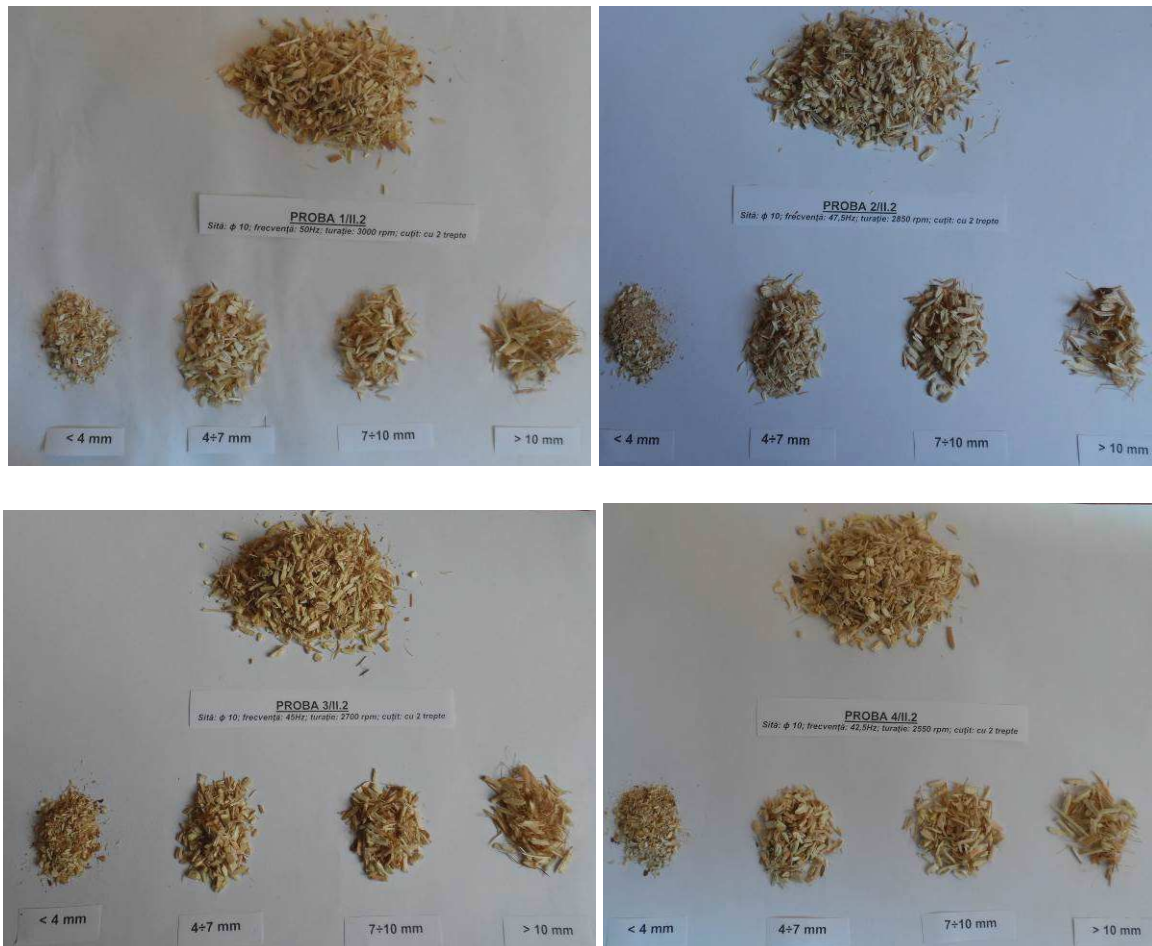 PROBA 1/II.2
Sită: ϕ 10; frecvență: 50Hz; turație: 3000 rpm; cuțit: cu 2 trepte
< 4 mm
4÷7 mm
7÷10 mm
> 10 mm
PROBA 2/II.2
Sită: ϕ 10; frecvență: 47,5Hz; turație: 2850 rpm; cuțit: cu 2 trepte
< 4 mm
4÷7 mm
7÷10 mm
> 10 mm
PROBA 3/II.2
Sită: ϕ 10; frecvență: 45Hz; turație: 2700 rpm; cuțit: cu 2 trepte
< 4 mm
4÷7 mm
7÷10 mm
> 10 mm
PROBA 4/II.2
Sită: ϕ 10; frecvență: 42,5Hz; turație: 2550 rpm; cuțit: cu 2 trepte
< 4 mm
4÷7 mm
7÷10 mm
> 10 mm